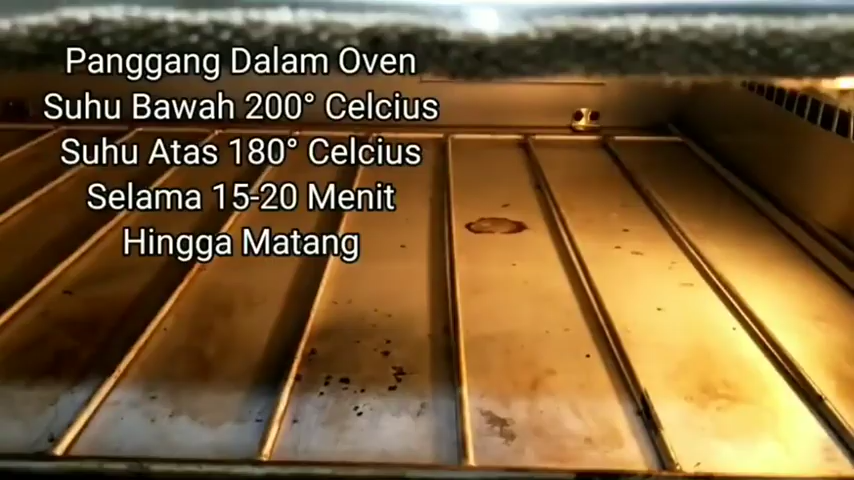 Panggang Dalam Oven
Suhu Bawah 200° Celcius
Suhu Atas 180° Celcius
Selama 15-20 Menit
Hingga Matang